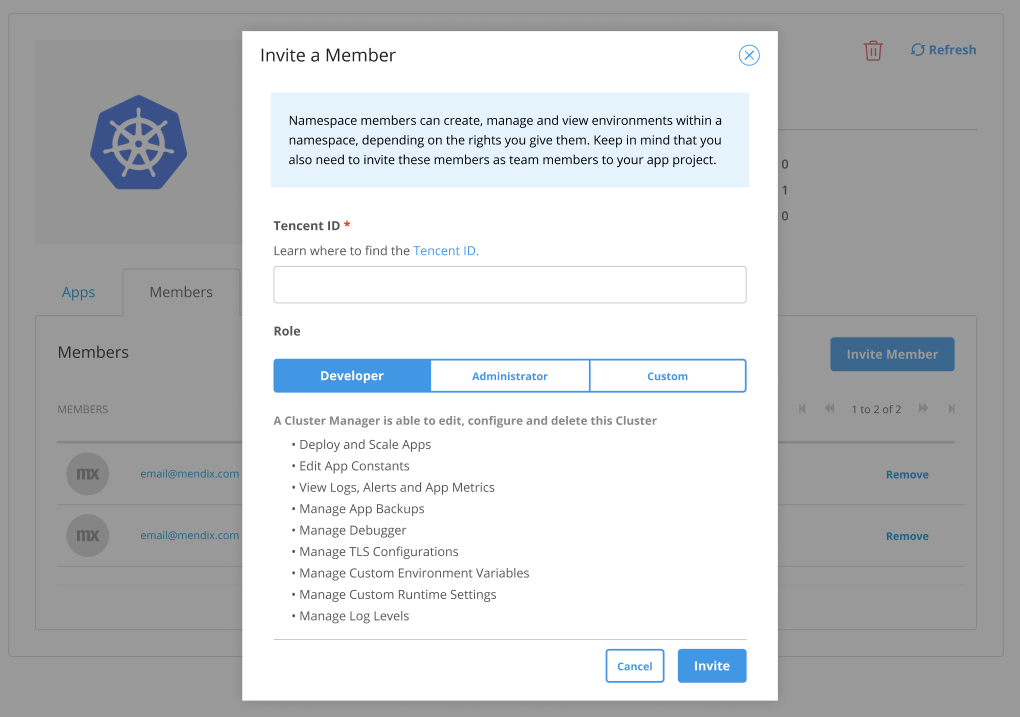 Invite a Member
Refresh
Namespace members can create, manage and view environments within a
namespace, depending on the rights you give them. Keep in mind that you
also need to invite these members as team members to your app project.
0
1
0
Tencent ID *
Learn where to find the Tencent ID.
Apps
Members
Role
Members
Invite Member
Developer
Administrator
Custom
MEMBERS
1 to 2 of 2
A Cluster Manager is able to edit, configure and delete this Cluster
• Deploy and Scale Apps
• Edit App Constants
• View Logs, Alerts and App Metrics
• Manage App Backups
• Manage Debugger
• Manage TLS Configurations
• Manage Custom Environment Variables
• Manage Custom Runtime Settings
• Manage Log Levels
mx
email@mendix.com
Remove
mx
email@mendix.com
Remove
Cancel
Invite